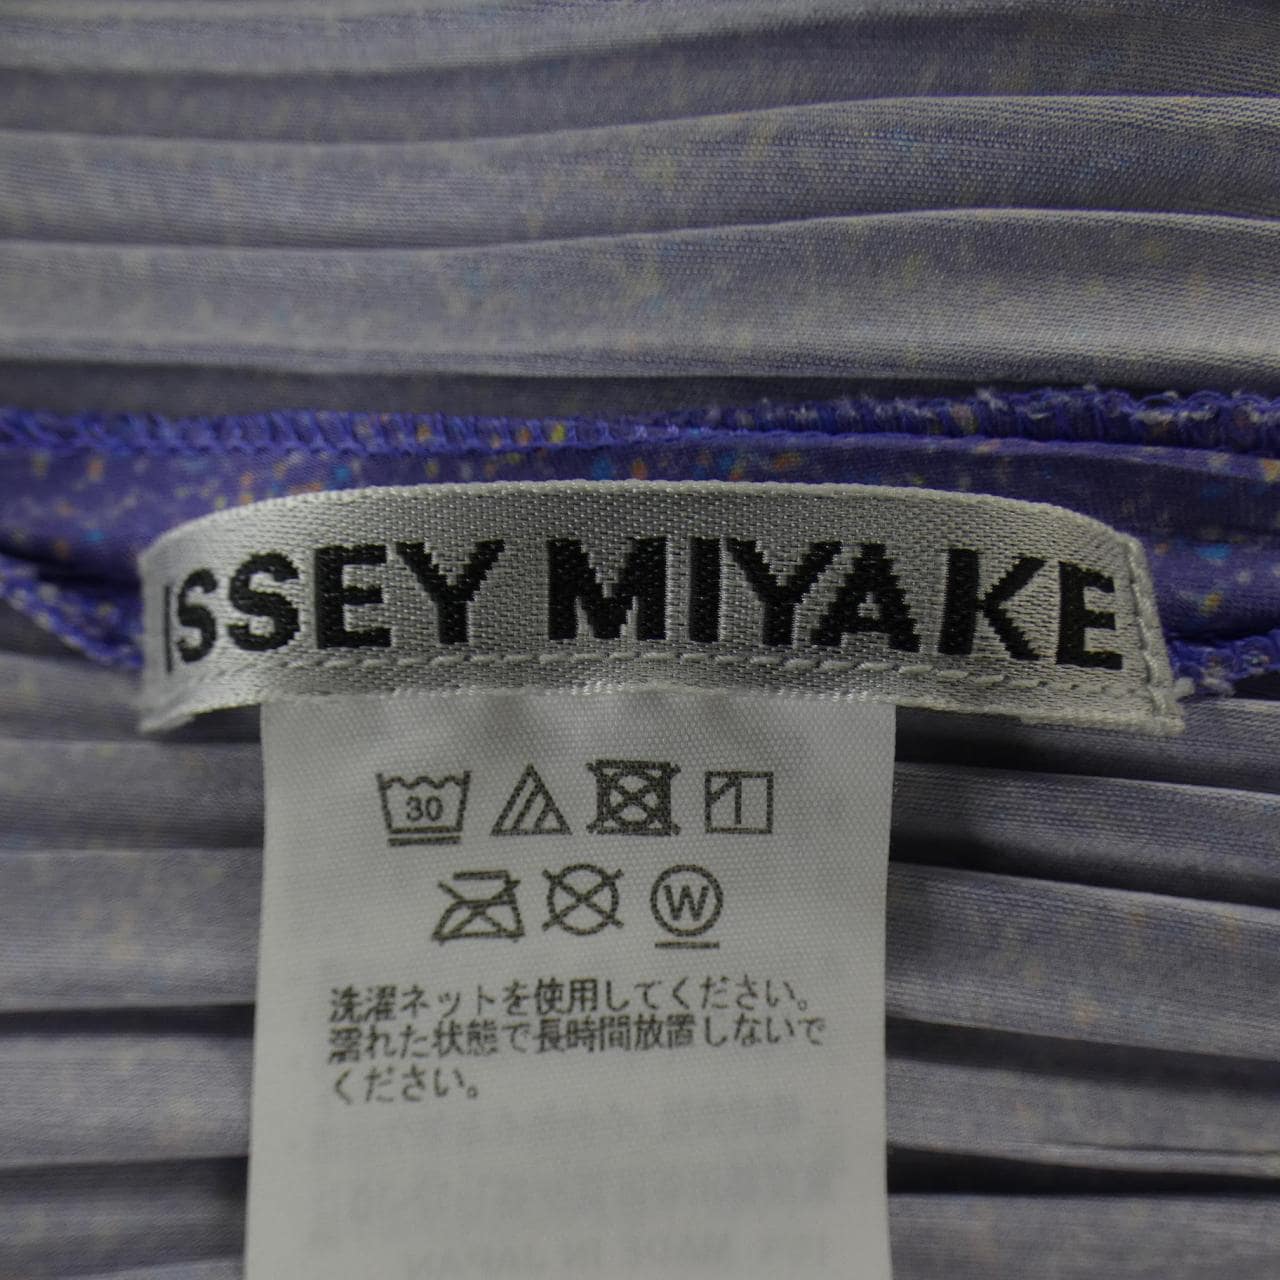 ISSEY MIYAKE
30
W
洗濯ネットを使用してください。
濡れた状態で長時間放置しないで
ください。